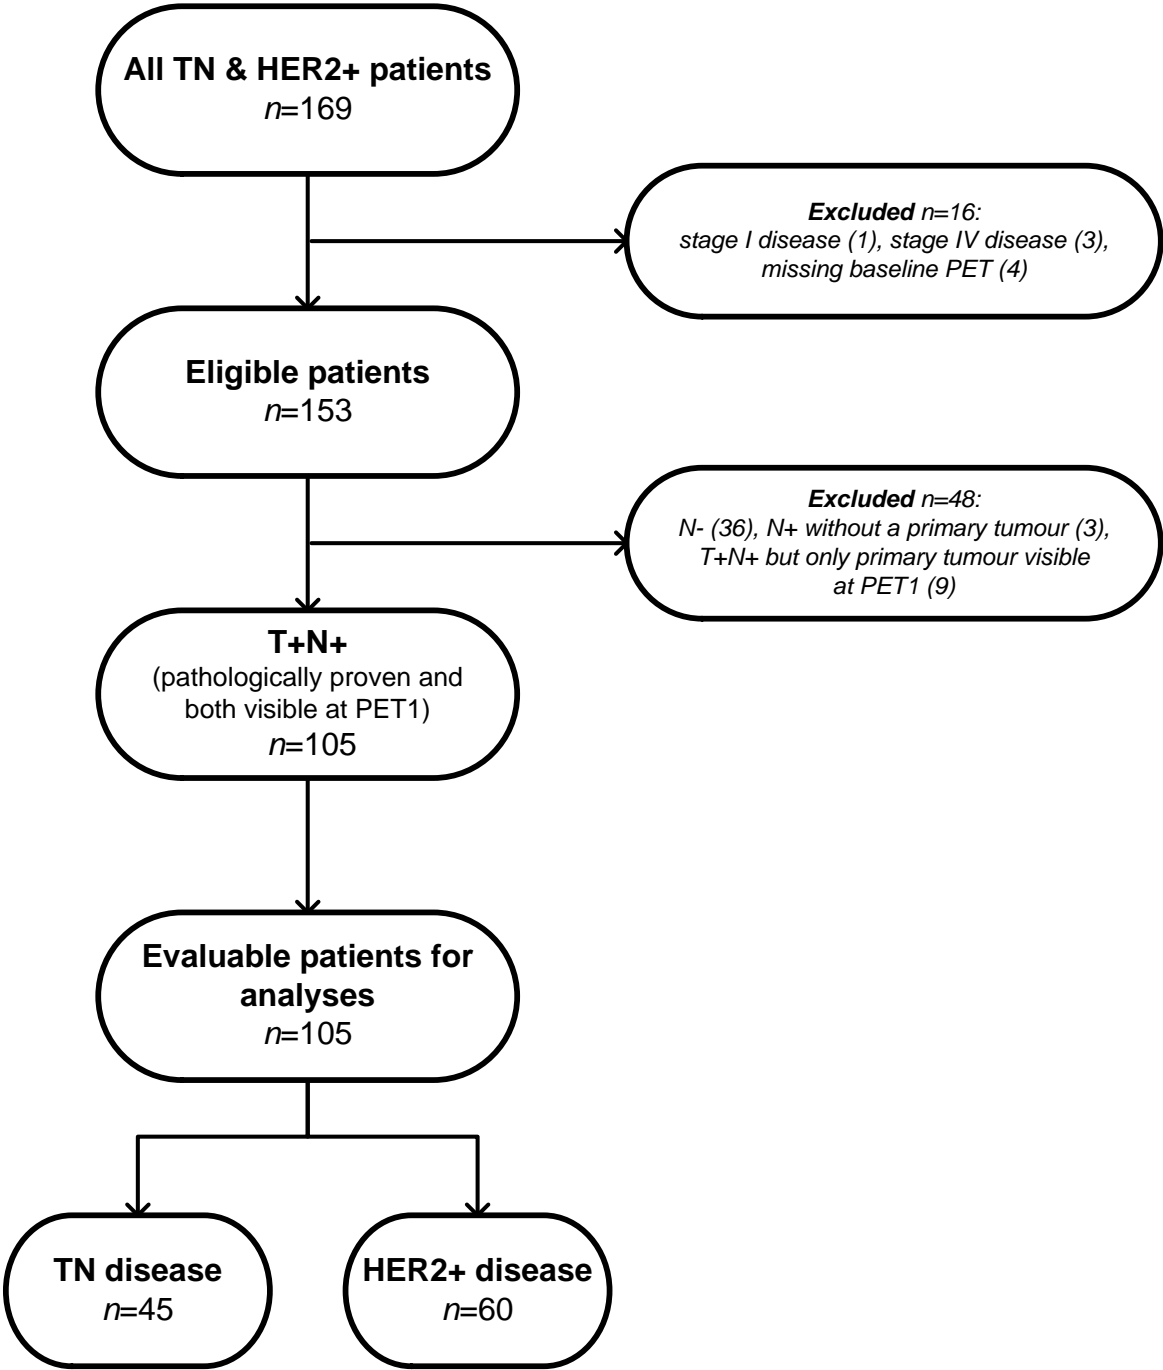 All TN & HER2+ patients
n=169
Excluded n=16:
stage I disease (1), stage IV disease (3),
missing baseline PET (4)
Eligible patients
n=153
Excluded n=48:
N- (36), N+ without a primary tumour (3),
T+N+ but only primary tumour visible
at PET1 (9)
T+N+
(pathologically proven and
both visible at PET1)
n=105
Evaluable patients for
analyses
n=105
TN disease
n=45
HER2+ disease
n=60